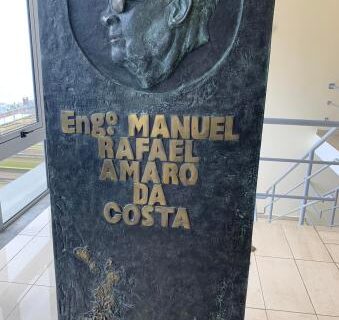 Engº. MANUEL
RAFAEL
AMARO
DA
COSTA